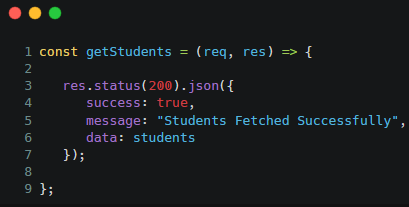 1 const getStudents = (req, res) => {
2
3    res.status(200).json({
4       success: true,
5       message: "Students Fetched Successfully",
6       data: students
7    });
8
9 };